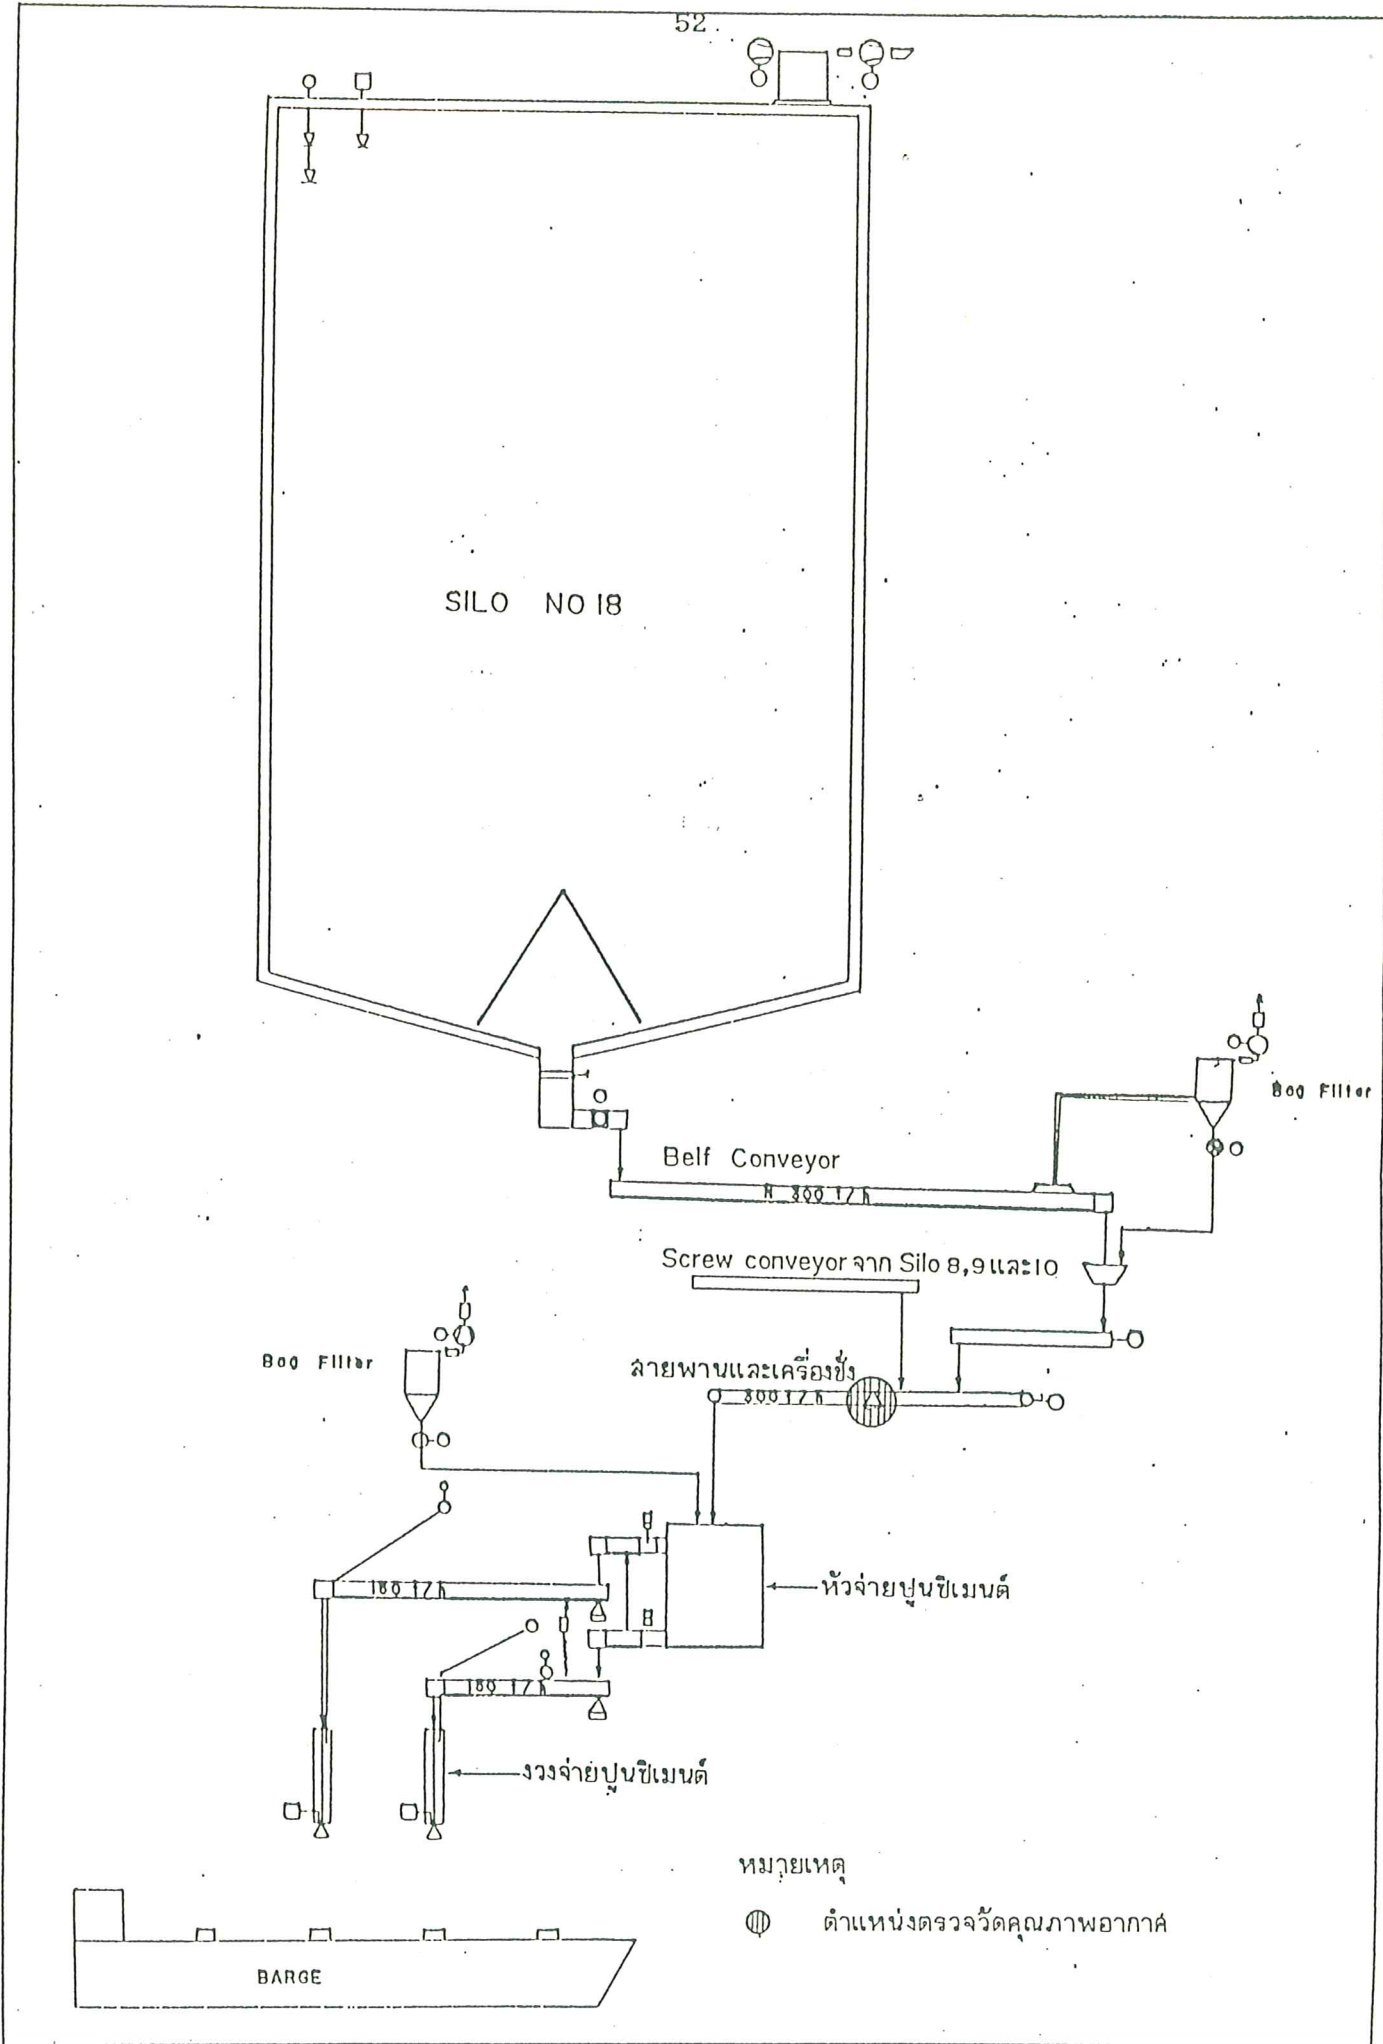 52
SILO NO 18
Bag Filter
Belf Conveyor
300 T/h
Screw conveyor จาก Silo 8,9 และ 10
Bag Filter
สายพานและเครื่องชั่ง
300 T/h
หัวจ่ายปูนซีเมนต์
160 T/h
160 T/h
งวงจ่ายปูนซีเมนต์
หมายเหตุ
ตำแหน่งตรวจวัดคุณภาพอากาศ
BARGE